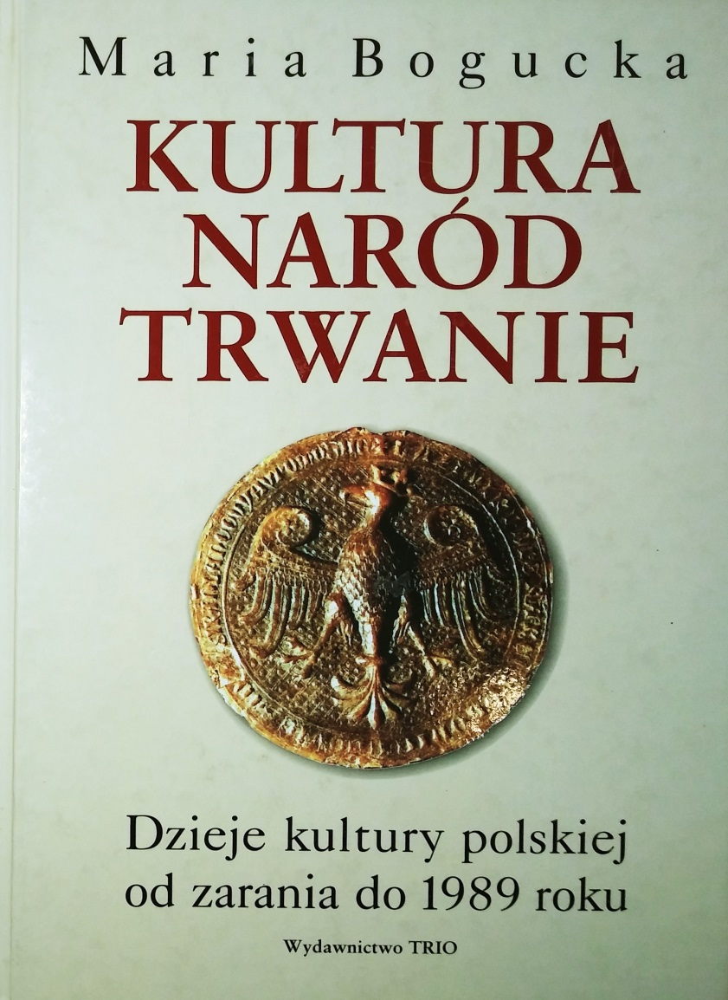 Maria Bogucka
KULTURA
NARÓD
TRWANIE
Dzieje kultury polskiej
od zarania do 1989 roku
Wydawnictwo TRIO